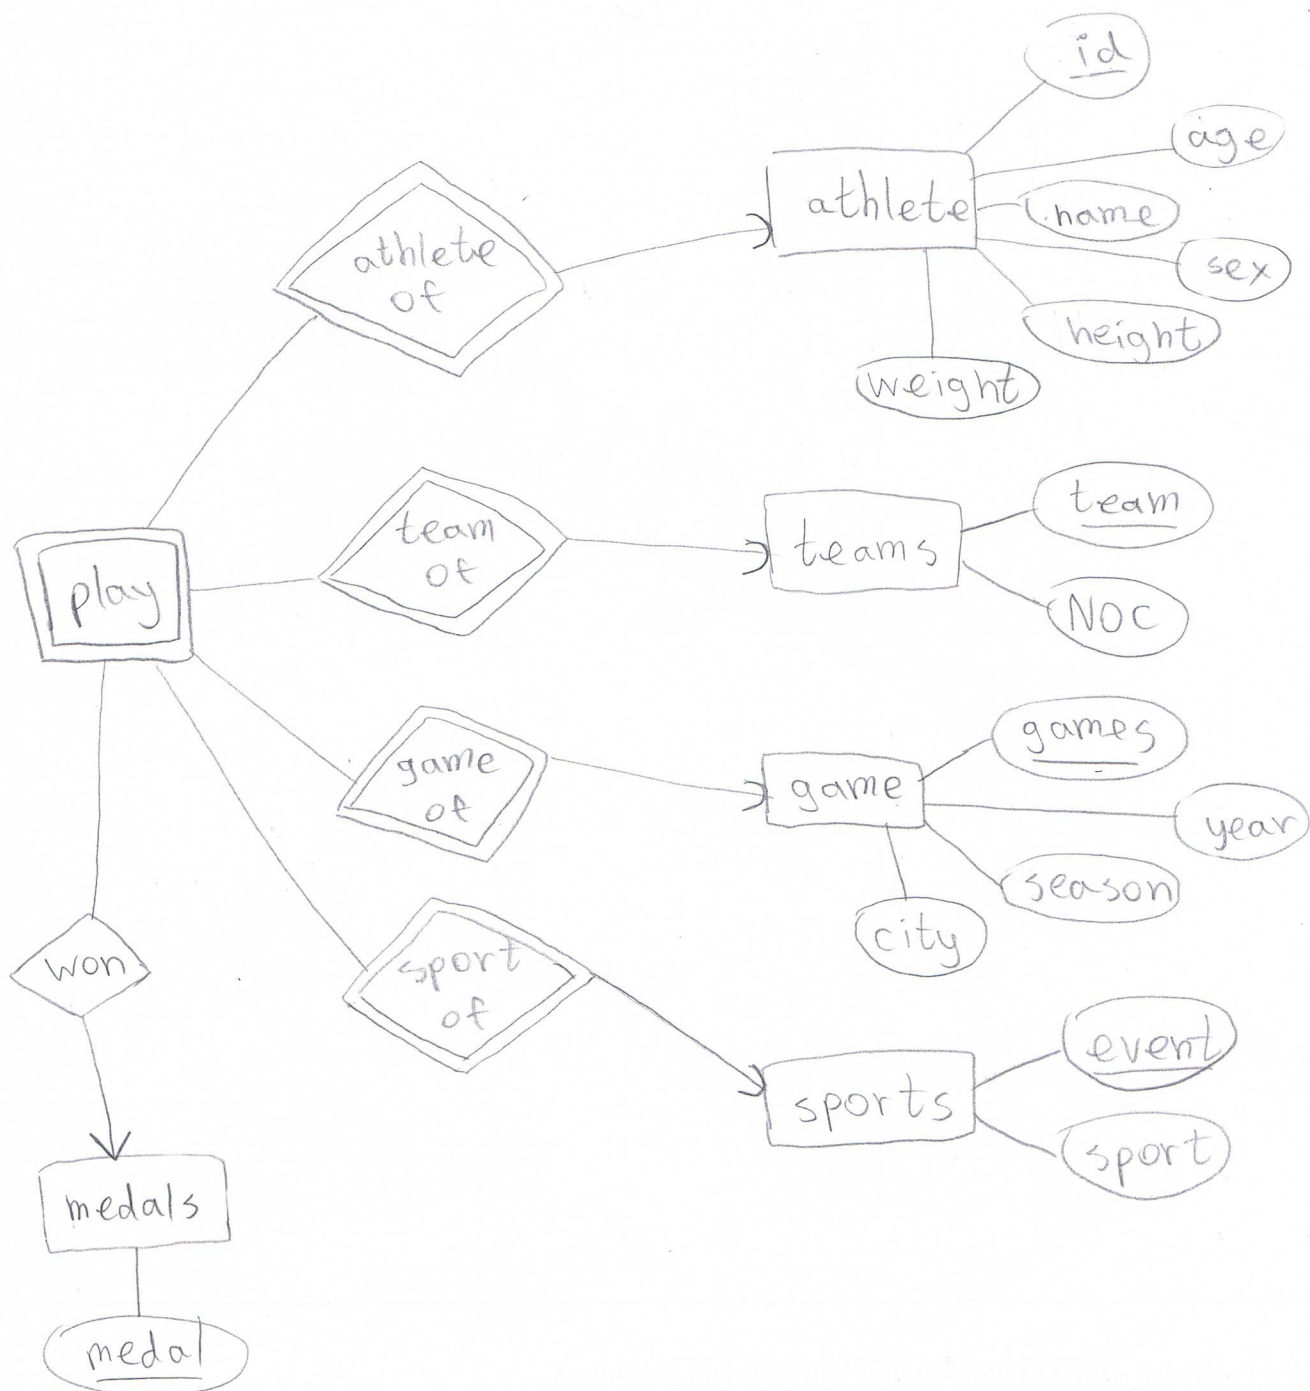 id
age
athlete
name
athlete
of
sex
height
weight
team
team
of
teams
play
NOC
games
game
of
game
year
season
city
won
sport
of
event
sports
sport
medals
medal